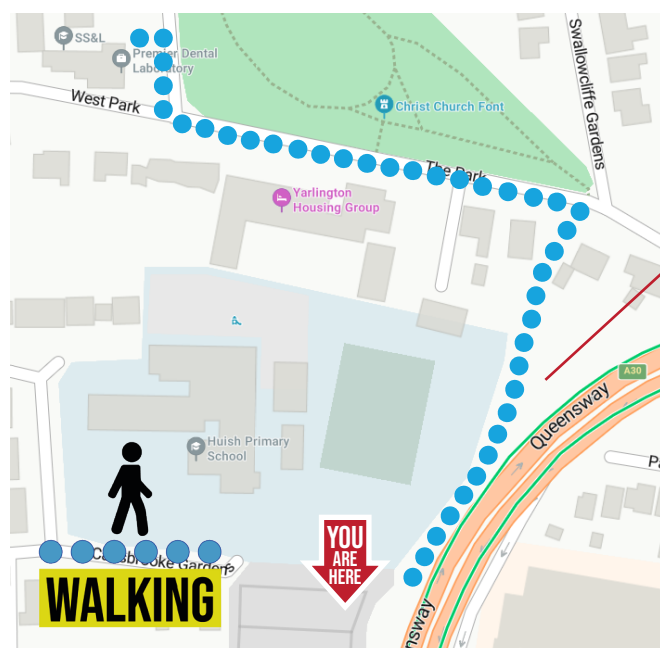 SS&L
Premier Dental
Laboratory
West Park
Christ Church Font
Swallowcliffe Gardens
The Park
Yarlington
Housing Group
A30
Queensway
Huish Primary
School
YOU
ARE
HERE
WALKING